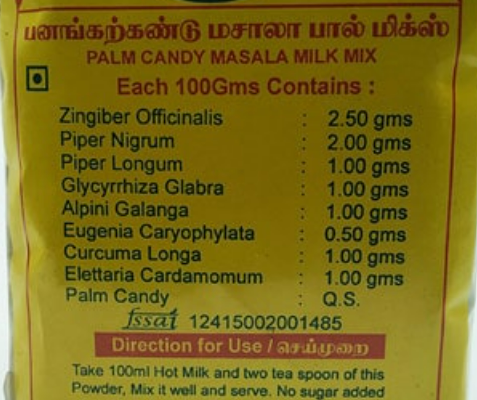 பனங்கற்கண்டு மசாலா பால் மிக்ஸ்
PALM CANDY MASALA MILK MIX
Each 100Gms Contains :
Zingiber Officinalis : 2.50 gms
Piper Nigrum : 2.00 gms
Piper Longum : 1.00 gms
Glycyrrhiza Glabra : 1.00 gms
Alpini Galanga : 1.00 gms
Eugenia Caryophylata : 0.50 gms
Curcuma Longa : 1.00 gms
Elettaria Cardamomum : 1.00 gms
Palm Candy : Q.S.
fssai 12415002001485
Direction for Use / செய்முறை
Take 100ml Hot Milk and two tea spoon of this
Powder, Mix it well and serve. No sugar added